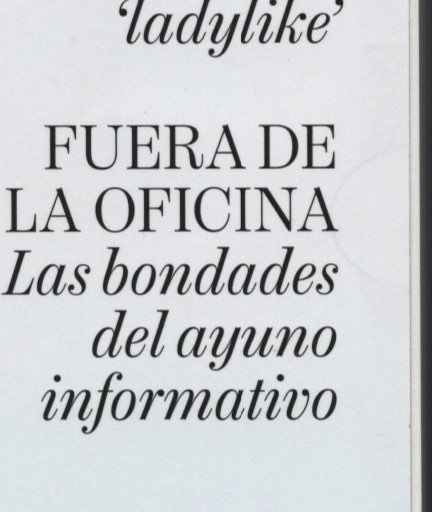 ‘ladylike’
FUERA DE
LA OFICINA
Las bondades
del ayuno
informativo